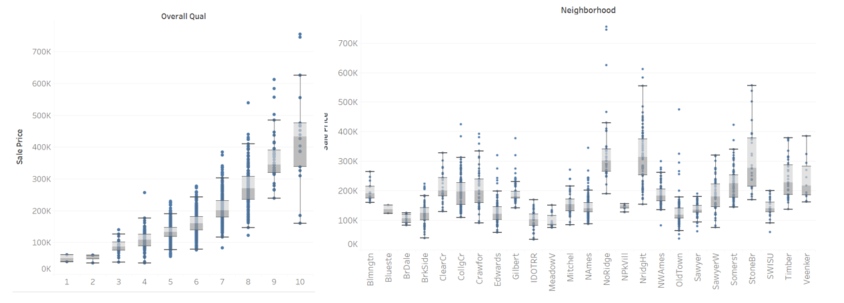 Overall Qual
Sale Price
700K
600K
500K
400K
300K
200K
100K
0K
1 2 3 4 5 6 7 8 9 10
Neighborhood
Sale Price
700K
600K
500K
400K
300K
200K
100K
0K
Blmngtn
Blueste
BrDale
BrkSide
ClearCr
CollgCr
Crawfor
Edwards
Gilbert
IDOTRR
MeadowV
Mitchel
NAmes
NoRidge
NPKVill
NridgHt
NWAmes
OldTown
Sawyer
SawyerW
Somerst
StoneBr
SWISU
Timber
Veenker